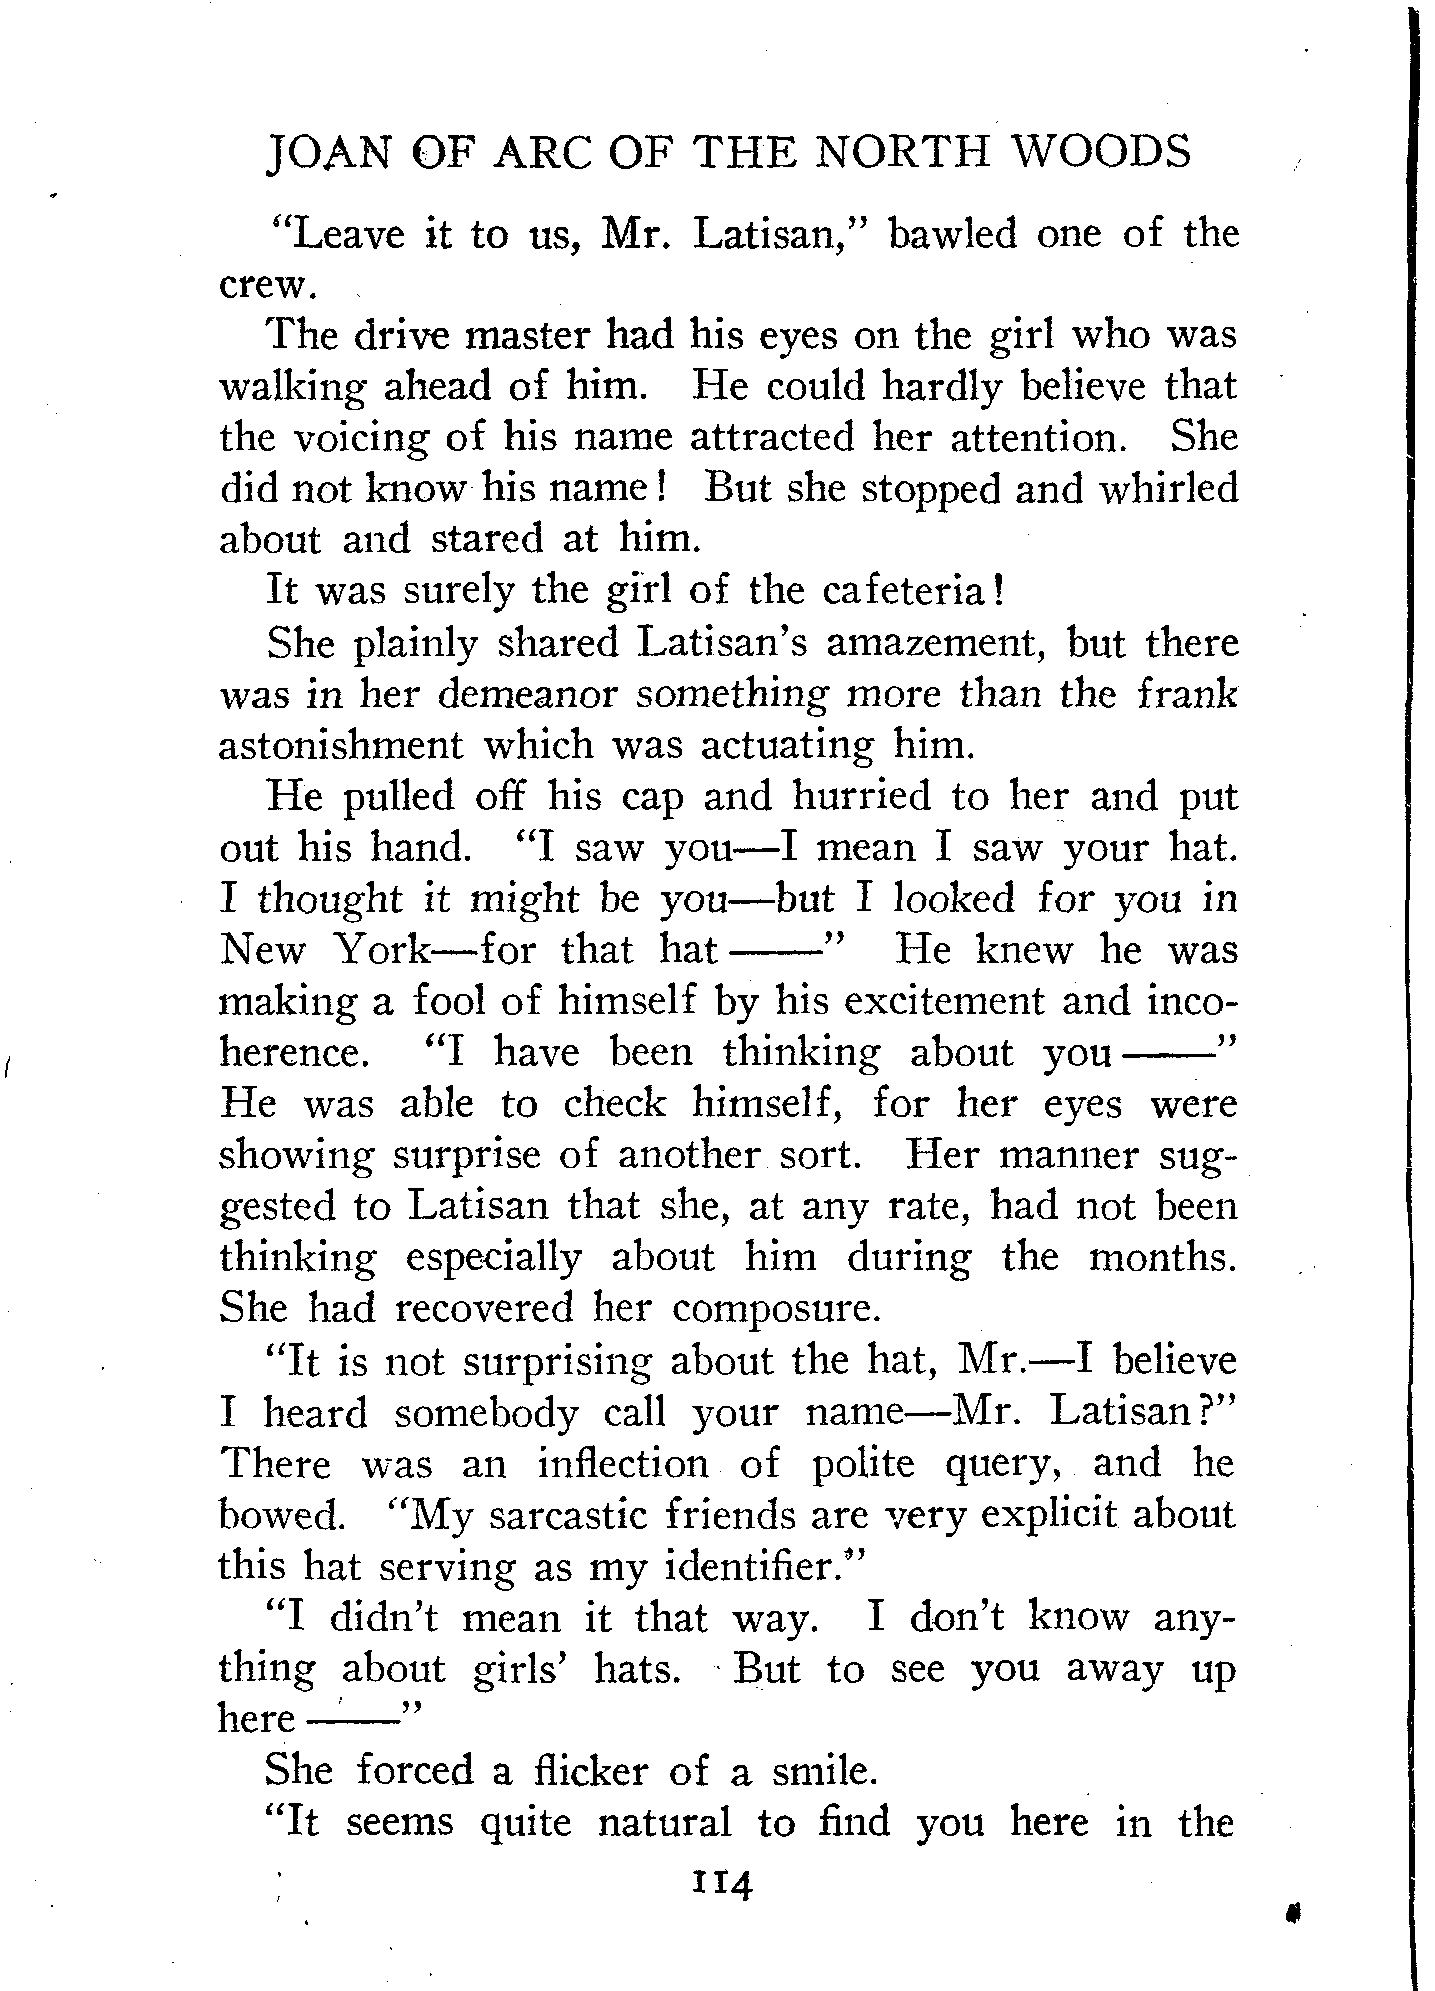 JOAN OF ARC OF THE NORTH WOODS
"Leave it to us, Mr. Latisan," bawled one of the
crew.
The drive master had his eyes on the girl who was
walking ahead of him. He could hardly believe that
the voicing of his name attracted her attention. She
did not know his name! But she stopped and whirled
about and stared at him.
It was surely the girl of the cafeteria!
She plainly shared Latisan's amazement, but there
was in her demeanor something more than the frank
astonishment which was actuating him.
He pulled off his cap and hurried to her and put
out his hand. "I saw you—I mean I saw your hat.
I thought it might be you—but I looked for you in
New York—for that hat ——" He knew he was
making a fool of himself by his excitement and inco-
herence. "I have been thinking about you ——"
He was able to check himself, for her eyes were
showing surprise of another sort. Her manner sug-
gested to Latisan that she, at any rate, had not been
thinking especially about him during the months.
She had recovered her composure.
"It is not surprising about the hat, Mr.—I believe
I heard somebody call your name—Mr. Latisan?"
There was an inflection of polite query, and he
bowed. "My sarcastic friends are very explicit about
this hat serving as my identifier."
"I didn't mean it that way. I don't know any-
thing about girls' hats. But to see you away up
here ——"
She forced a flicker of a smile.
"It seems quite natural to find you here in the
114